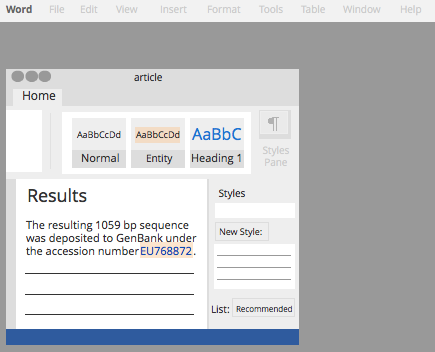 Word File Edit View Insert Format Tools Table Window Help
article
Home
AaBbCcDd AaBbCcDd AaBbC ¶
Normal Entity Heading 1
Styles
Pane
Results
The resulting 1059 bp sequence
was deposited to GenBank under
the accession number EU768872.
Styles
New Style:
List: Recommended